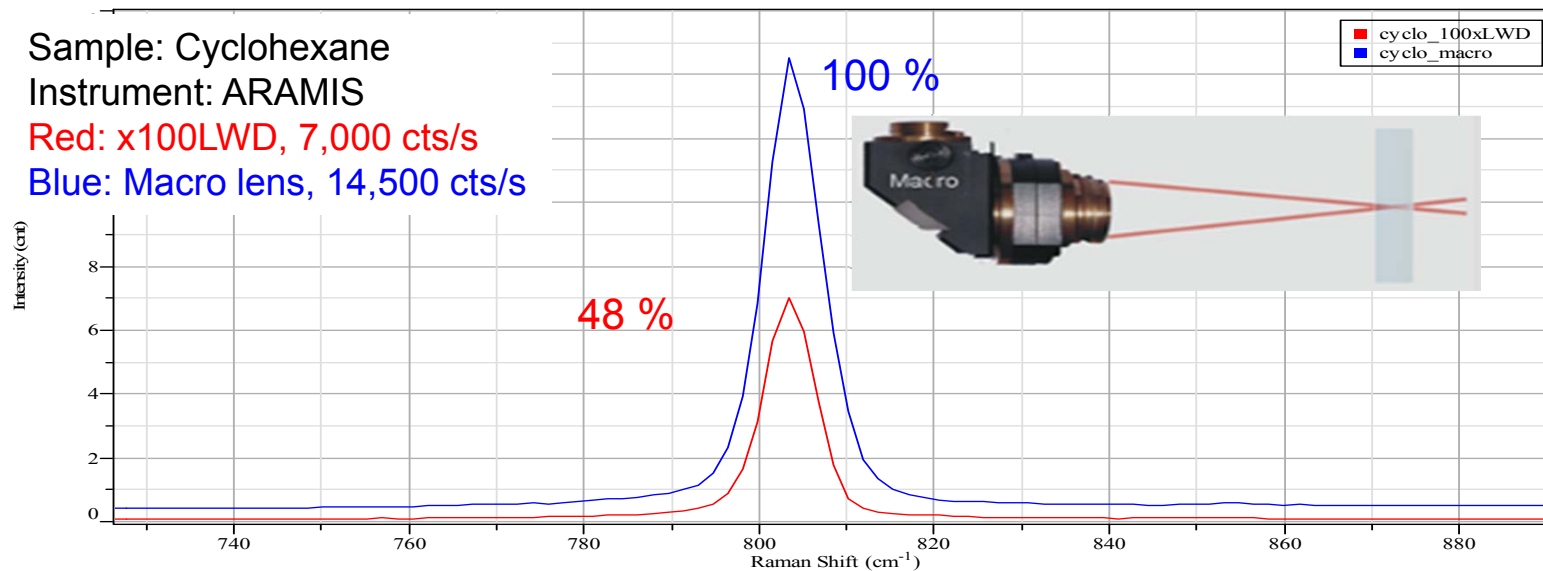 Sample: Cyclohexane
Instrument: ARAMIS
Red: x100LWD, 7,000 cts/s
Blue: Macro lens, 14,500 cts/s
100 %
48 %
cyclo_100xLWD
cyclo_macro
Macro
Intensity (cnt)
8
6
4
2
0
740 760 780 800 820 840 860 880
Raman Shift (cm⁻¹)